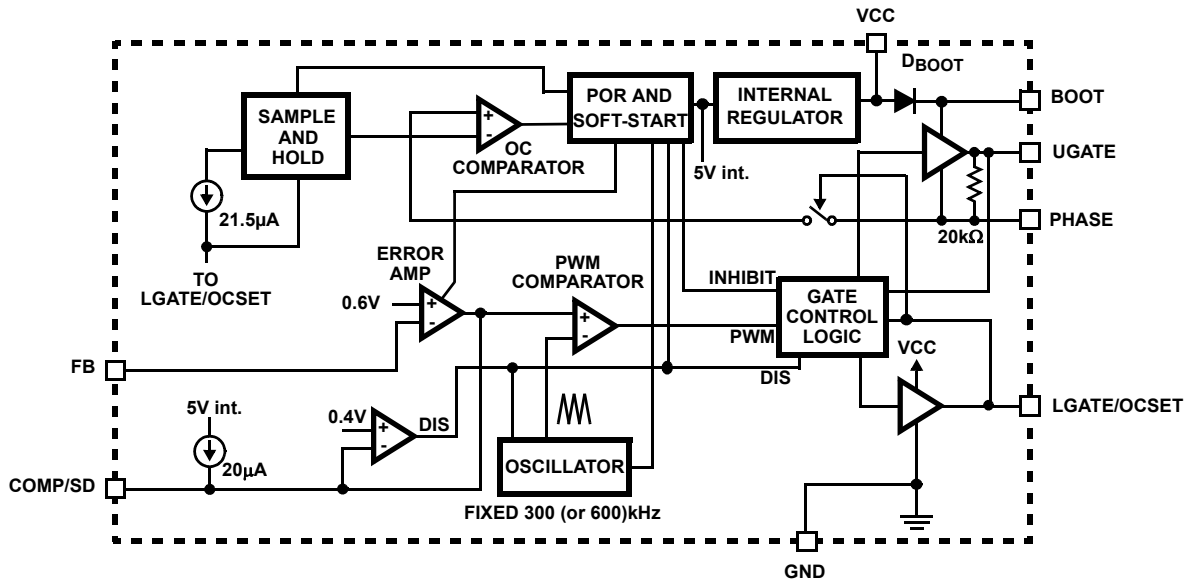 VCC
DBOOT
BOOT
SAMPLE
AND
HOLD
+
-
OC
COMPARATOR
POR AND
SOFT-START
INTERNAL
REGULATOR
5V int.
UGATE
21.5µA
TO
LGATE/OCSET
20kΩ
PHASE
ERROR
AMP
0.6V
+
-
PWM
COMPARATOR
+
-
INHIBIT
PWM
DIS
GATE
CONTROL
LOGIC
VCC
FB
5V int.
20µA
0.4V
+
-
DIS
OSCILLATOR
FIXED 300 (or 600)kHz
LGATE/OCSET
COMP/SD
GND